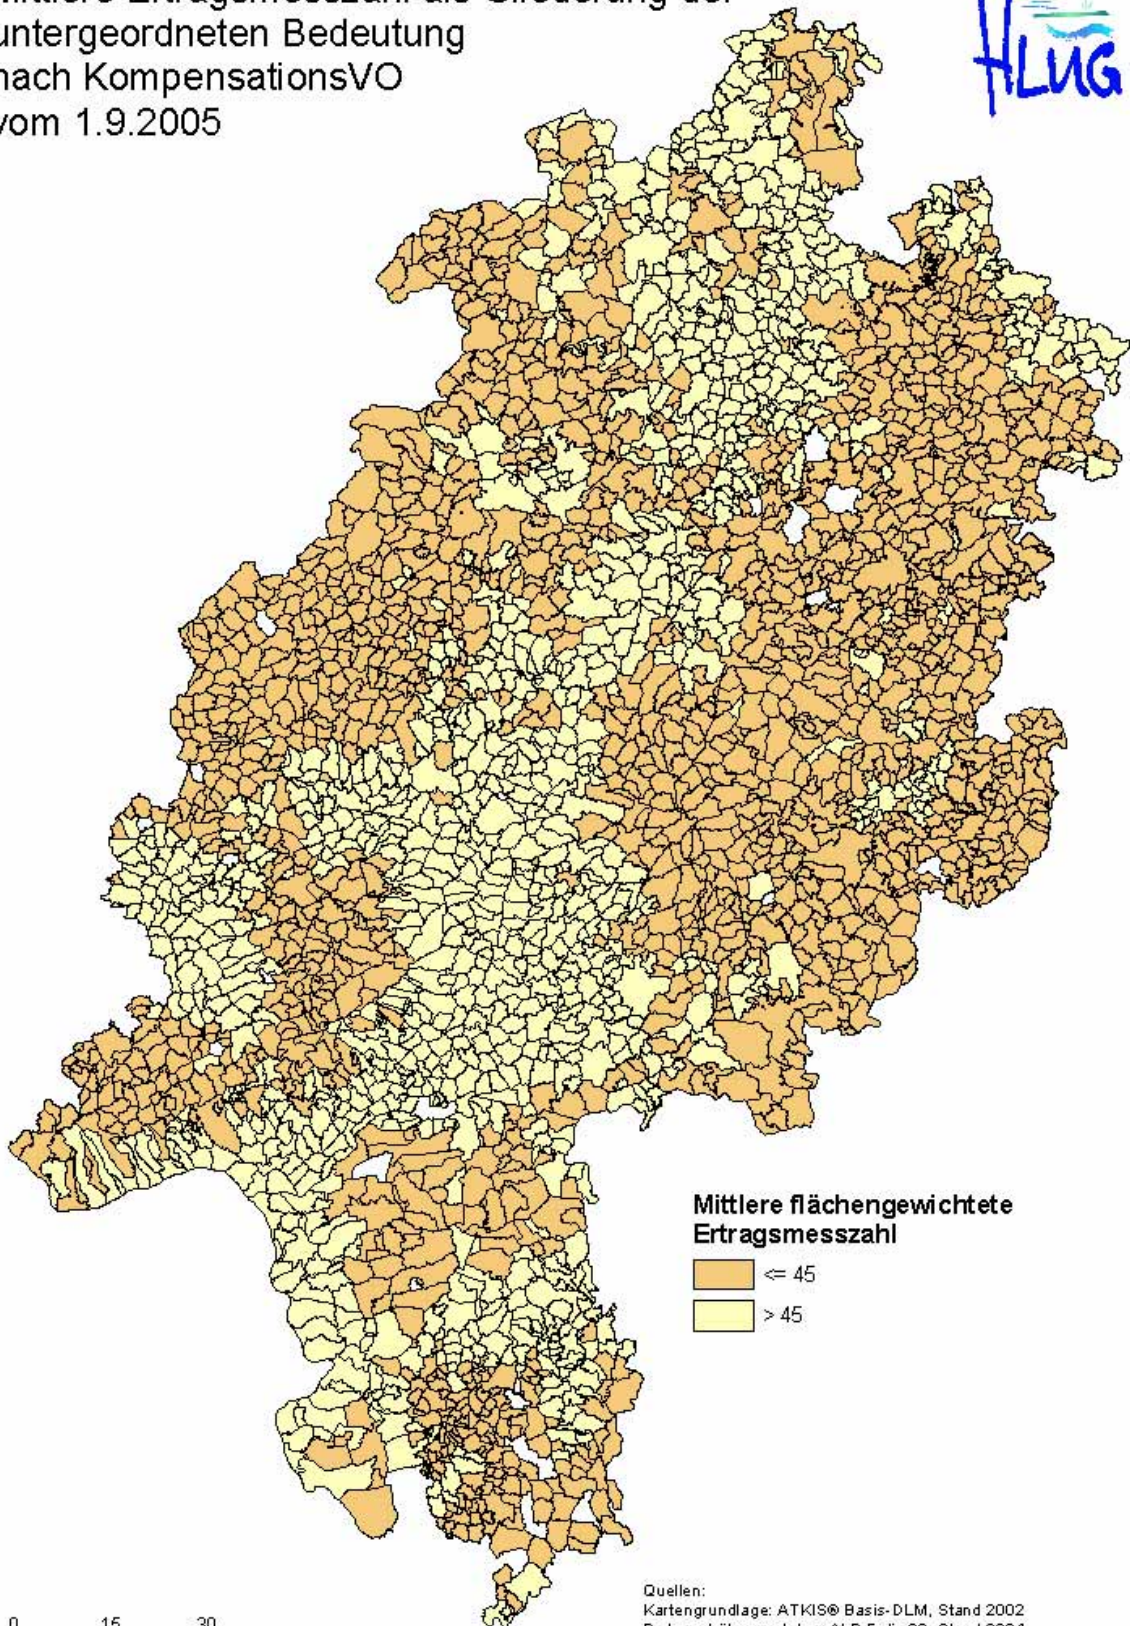 untergeordneten Bedeutung
nach KompensationsVO
vom 1.9.2005
HLUG
Mittlere flächengewichtete
Ertragsmesszahl
<= 45
> 45
Quellen:
Kartengrundlage: ATKIS® Basis-DLM, Stand 2002
0 15 30